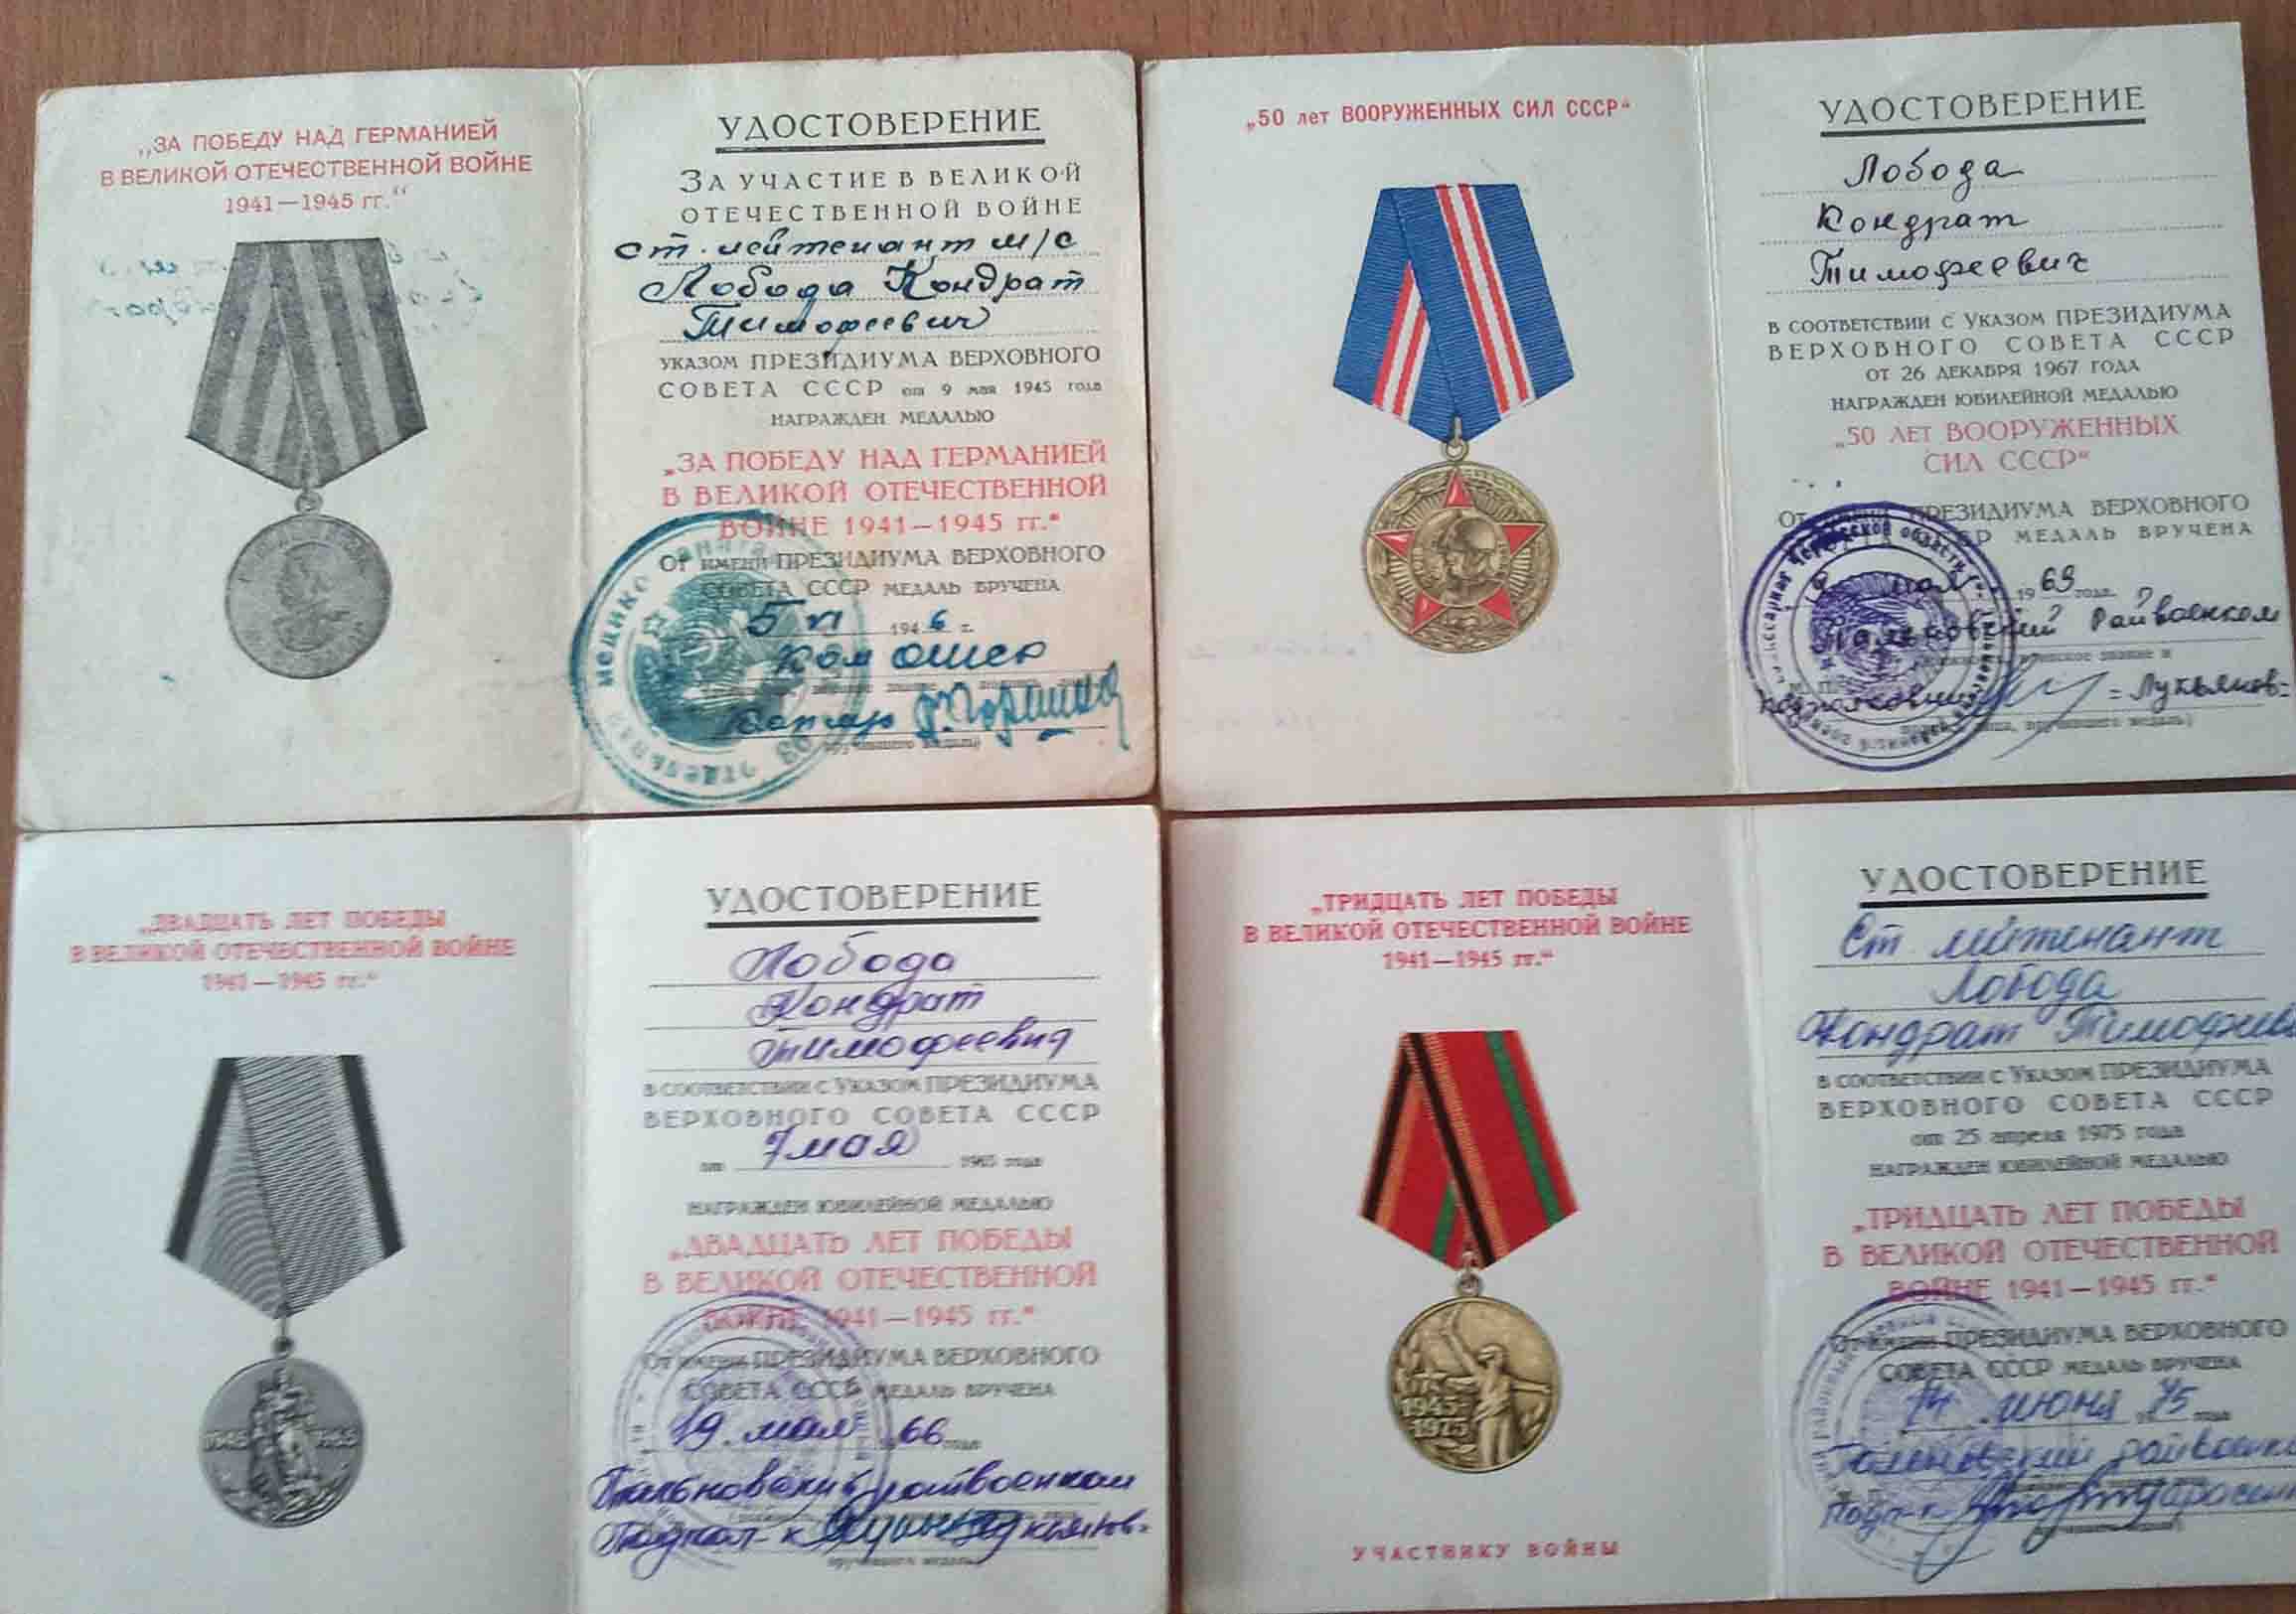 „ЗА ПОБЕДУ НАД ГЕРМАНИЕЙ
В ВЕЛИКОЙ ОТЕЧЕСТВЕННОЙ ВОЙНЕ
1941—1945 гг.“
УДОСТОВЕРЕНИЕ
ЗА УЧАСТИЕ В ВЕЛИКОЙ
ОТЕЧЕСТВЕННОЙ ВОЙНЕ
ст. лейтенант м/с
Лобода Кондрат
Тимофеевич
УКАЗОМ ПРЕЗИДИУМА ВЕРХОВНОГО
СОВЕТА СССР от 9 мая 1945 года
НАГРАЖДЕН МЕДАЛЬЮ
„ЗА ПОБЕДУ НАД ГЕРМАНИЕЙ
В ВЕЛИКОЙ ОТЕЧЕСТВЕННОЙ
ВОЙНЕ 1941—1945 гг.“
ОТ ИМЕНИ ПРЕЗИДИУМА ВЕРХОВНОГО
СОВЕТА СССР МЕДАЛЬ ВРУЧЕНА
1946 г.
„50 лет ВООРУЖЕННЫХ СИЛ СССР“
УДОСТОВЕРЕНИЕ
Лобода
Кондрат
Тимофеевич
В СООТВЕТСТВИИ С УКАЗОМ ПРЕЗИДИУМА
ВЕРХОВНОГО СОВЕТА СССР
ОТ 26 ДЕКАБРЯ 1967 ГОДА
НАГРАЖДЕН ЮБИЛЕЙНОЙ МЕДАЛЬЮ
„50 ЛЕТ ВООРУЖЕННЫХ
СИЛ СССР“
ПРЕЗИДИУМА ВЕРХОВНОГО
МЕДАЛЬ ВРУЧЕНА
1969 года
Райвоенком
„ДВАДЦАТЬ ЛЕТ ПОБЕДЫ
В ВЕЛИКОЙ ОТЕЧЕСТВЕННОЙ ВОЙНЕ
1941—1945 гг.“
1945 1965
УДОСТОВЕРЕНИЕ
Лобода
Кондрат
Тимофеевич
В СООТВЕТСТВИИ С УКАЗОМ ПРЕЗИДИУМА
ВЕРХОВНОГО СОВЕТА СССР
от 7 мая 1965 года
НАГРАЖДЕН ЮБИЛЕЙНОЙ МЕДАЛЬЮ
„ДВАДЦАТЬ ЛЕТ ПОБЕДЫ
В ВЕЛИКОЙ ОТЕЧЕСТВЕННОЙ
ВОЙНЕ 1941—1945 гг.“
ОТ ИМЕНИ ПРЕЗИДИУМА ВЕРХОВНОГО
СОВЕТА СССР МЕДАЛЬ ВРУЧЕНА
19 мая 66 года
Тальновский райвоенком
„ТРИДЦАТЬ ЛЕТ ПОБЕДЫ
В ВЕЛИКОЙ ОТЕЧЕСТВЕННОЙ ВОЙНЕ
1941—1945 гг.“
1945
1975
УЧАСТНИКУ ВОЙНЫ
УДОСТОВЕРЕНИЕ
Ст. лейтенант
Лобода
Кондрат
В СООТВЕТСТВИИ С УКАЗОМ ПРЕЗИДИУМА
ВЕРХОВНОГО СОВЕТА СССР
от 25 апреля 1975 года
НАГРАЖДЕН ЮБИЛЕЙНОЙ МЕДАЛЬЮ
„ТРИДЦАТЬ ЛЕТ ПОБЕДЫ
В ВЕЛИКОЙ ОТЕЧЕСТВЕННОЙ
ВОЙНЕ 1941—1945 гг.“
ОТ ИМЕНИ ПРЕЗИДИУМА ВЕРХОВНОГО
СОВЕТА СССР МЕДАЛЬ ВРУЧЕНА
14 июня 75